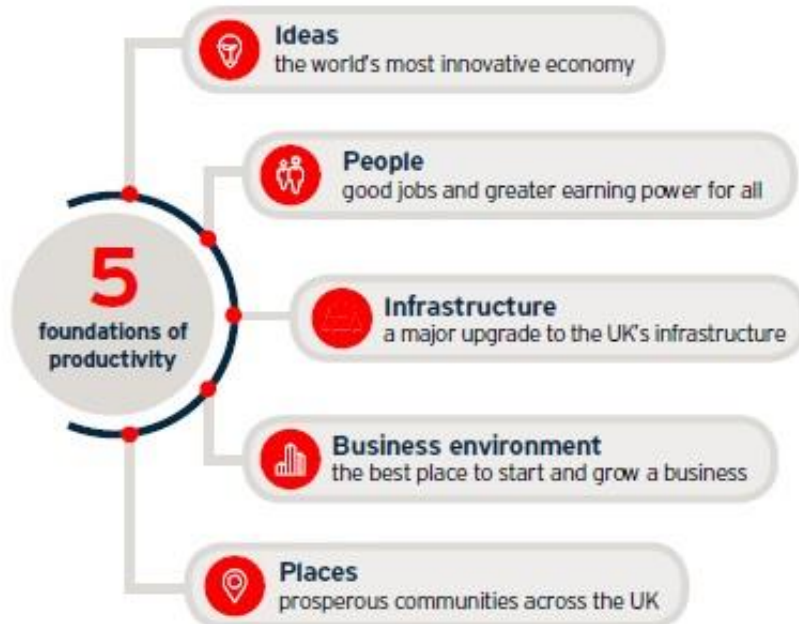 Ideas
the world's most innovative economy
People
good jobs and greater earning power for all
5
foundations of
productivity
Infrastructure
a major upgrade to the UK's infrastructure
Business environment
the best place to start and grow a business
Places
prosperous communities across the UK